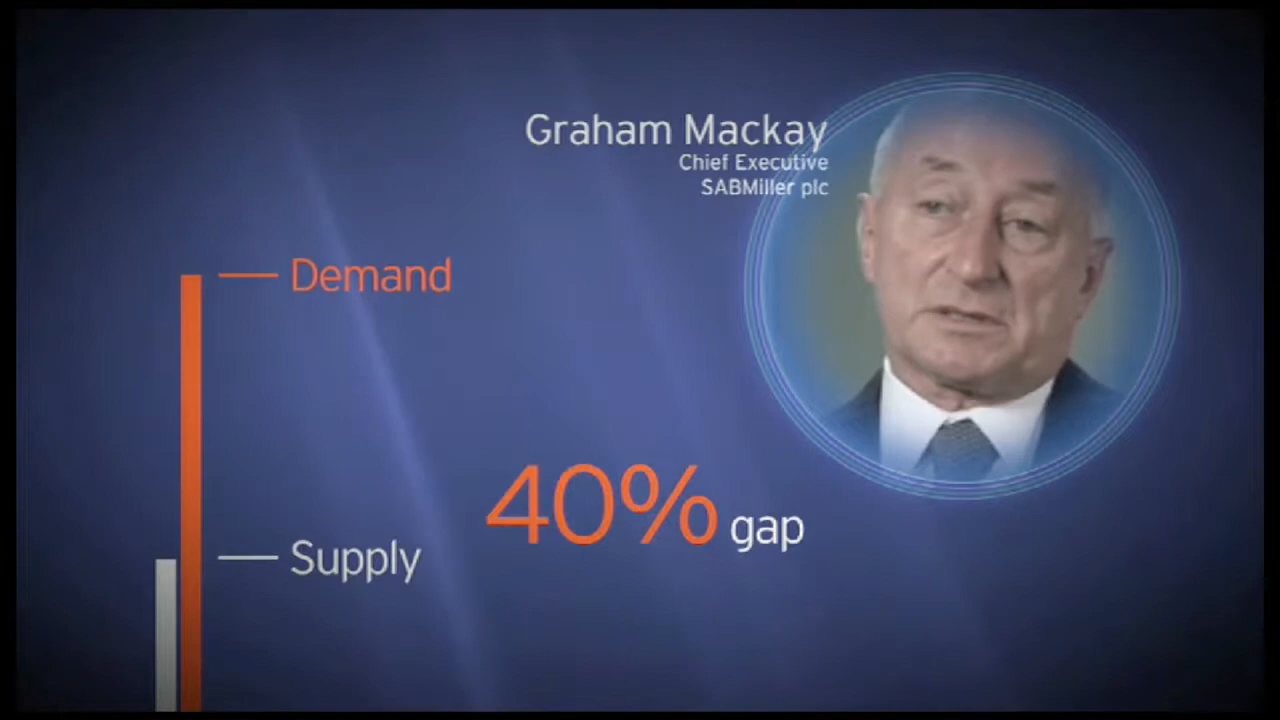 Graham Mackay
Chief Executive
SABMiller plc
Demand
40% gap
Supply